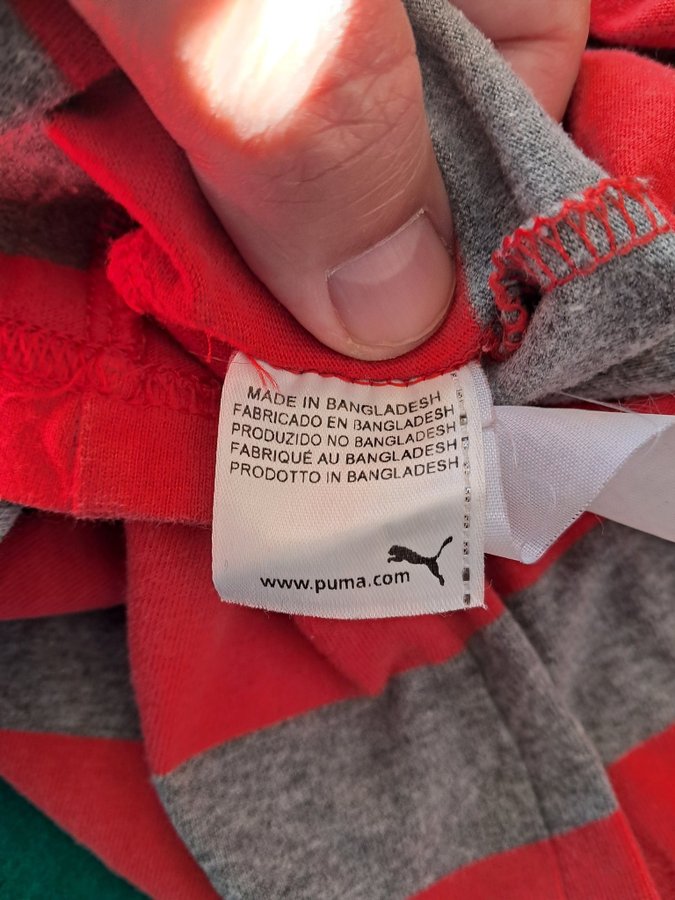 MADE IN BANGLADESH
FABRICADO EN BANGLADESH
PRODUZIDO NO BANGLADESH
FABRIQUÉ AU BANGLADESH
PRODOTTO IN BANGLADESH
www.puma.com